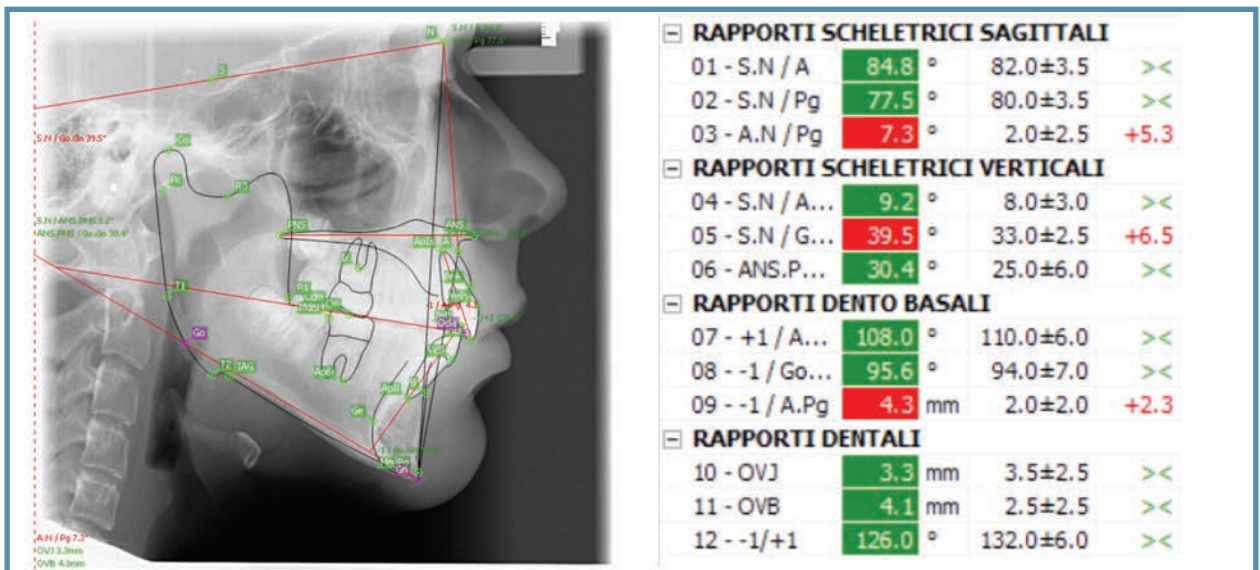 N
S
S.N / Go.Gn 39.5°
Co
Pr
R3
S.N / ANS.PNS 9.2°
ANS.PNS / Go.Gn 30.4°
PNS
ANS
A
T1
R1
Go
T2
IAG
Ge
Gn
A.N / Pg 7.3°
OVJ 3.3mm
OVB 4.1mm
RAPPORTI SCHELETRICI SAGITTALI
01 - S.N / A 84.8 ° 82.0±3.5 ><
02 - S.N / Pg 77.5 ° 80.0±3.5 ><
03 - A.N / Pg 7.3 ° 2.0±2.5 +5.3
RAPPORTI SCHELETRICI VERTICALI
04 - S.N / A... 9.2 ° 8.0±3.0 ><
05 - S.N / G... 39.5 ° 33.0±2.5 +6.5
06 - ANS.P... 30.4 ° 25.0±6.0 ><
RAPPORTI DENTO BASALI
07 - +1 / A... 108.0 ° 110.0±6.0 ><
08 - -1 / Go... 95.6 ° 94.0±7.0 ><
09 - -1 / A.Pg 4.3 mm 2.0±2.0 +2.3
RAPPORTI DENTALI
10 - OVJ 3.3 mm 3.5±2.5 ><
11 - OVB 4.1 mm 2.5±2.5 ><
12 - -1/+1 126.0 ° 132.0±6.0 ><